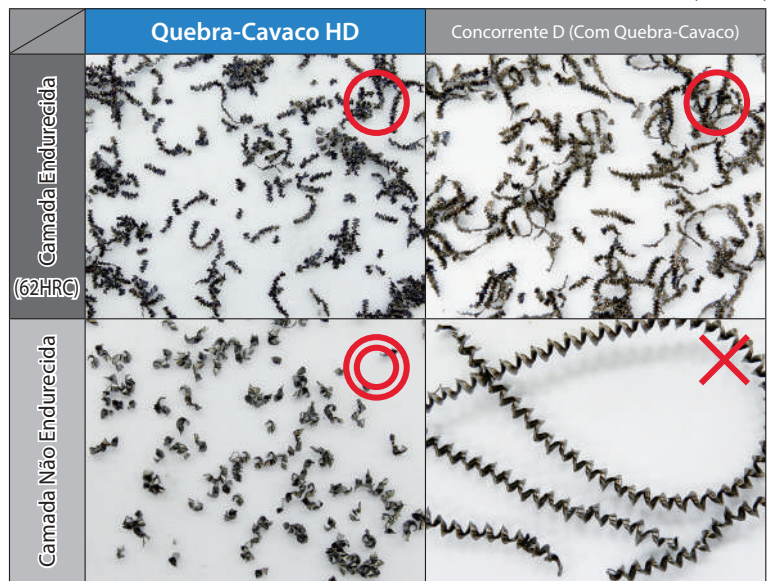 Quebra-Cavaco HD
Concorrente D (Com Quebra-Cavaco)
Camada Endurecida
(62HRC)
Camada Não Endurecida